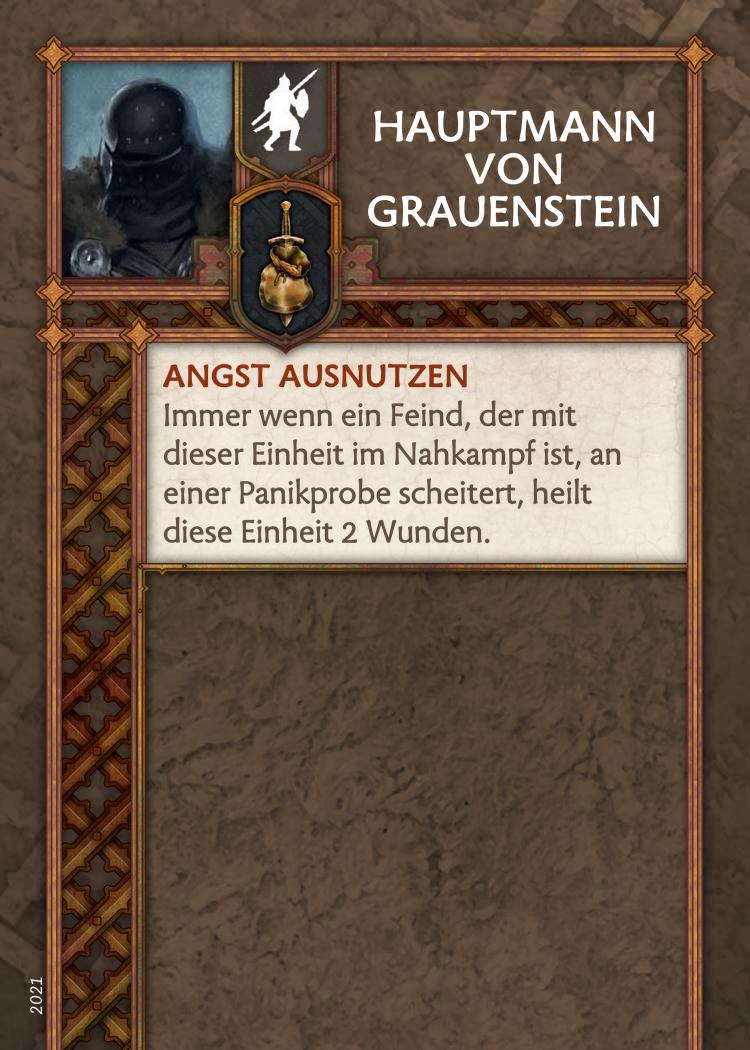 HAUPTMANN
VON
GRAUENSTEIN
ANGST AUSNUTZEN
Immer wenn ein Feind, der mit
dieser Einheit im Nahkampf ist, an
einer Panikprobe scheitert, heilt
diese Einheit 2 Wunden.
2021